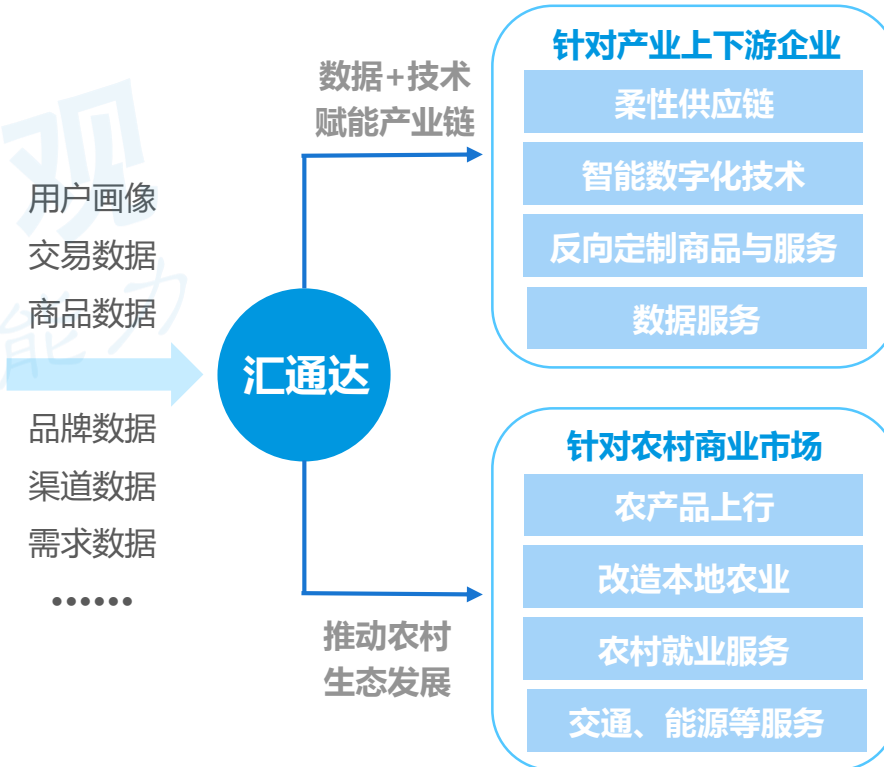 用户画像
交易数据
商品数据
品牌数据
渠道数据
需求数据
••••••
观
能力
汇通达
数据+技术
赋能产业链
针对产业上下游企业
柔性供应链
智能数字化技术
反向定制商品与服务
数据服务
推动农村
生态发展
针对农村商业市场
农产品上行
改造本地农业
农村就业服务
交通、能源等服务